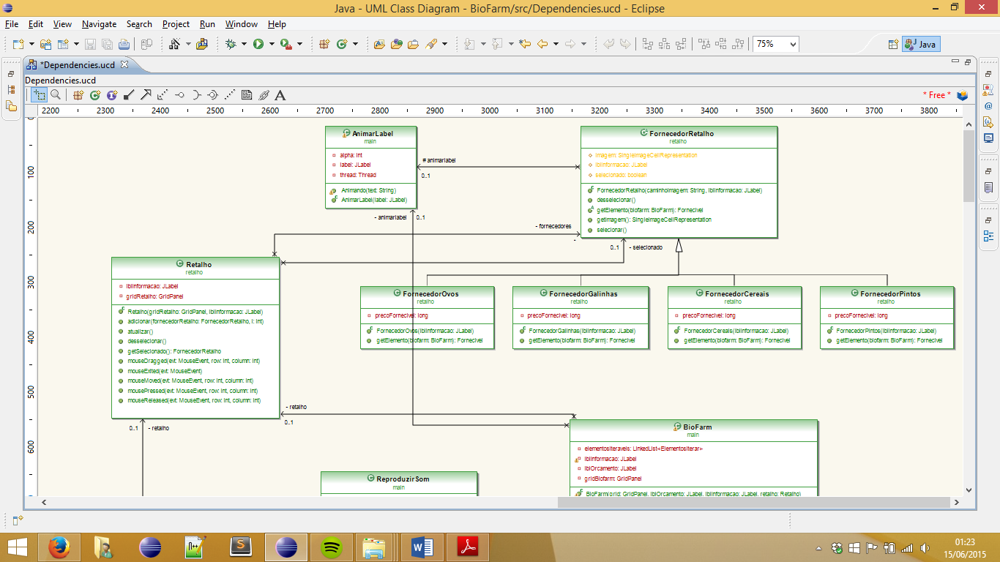 Java - UML Class Diagram - BioFarm/src/Dependencies.ucd - Eclipse
File Edit View Navigate Search Project Run Window Help
75%
Java
*Dependencies.ucd
Dependencies.ucd
* Free *
2200 2300 2400 2500 2600 2700 2800 2900 3000 3100 3200 3300 3400 3500 3600 3700 3800
0
100
200
300
400
500
600
AnimarLabel
main
alpha: int
label: JLabel
thread: Thread
Animando(text: String)
AnimarLabel(label: JLabel)
# animarlabel
0..1
FornecedorRetalho
retalho
imagem: SingleImageCellRepresentation
lblInformacao: JLabel
selecionado: boolean
FornecedorRetalho(caminhoImagem: String, lblInformacao: JLabel)
desselecionar()
getElemento(biofarm: BioFarm): Fornecivel
getImagem(): SingleImageCellRepresentation
selecionar()
- animarlabel
0..1
- fornecedores
0..1
- selecionado
Retalho
retalho
lblInformacao: JLabel
gridRetalho: GridPanel
Retalho(gridRetalho: GridPanel, lblInformacao: JLabel)
adicionar(fornecedorRetalho: FornecedorRetalho, i: int)
atualizar()
desselecionar()
getSelecionado(): FornecedorRetalho
mouseDragged(evt: MouseEvent, row: int, column: int)
mouseExited(evt: MouseEvent)
mouseMoved(evt: MouseEvent, row: int, column: int)
mousePressed(evt: MouseEvent, row: int, column: int)
mouseReleased(evt: MouseEvent, row: int, column: int)
FornecedorOvos
retalho
precoFornecivel: long
FornecedorOvos(lblInformacao: JLabel)
getElemento(biofarm: BioFarm): Fornecivel
FornecedorGalinhas
retalho
precoFornecivel: long
FornecedorGalinhas(lblInformacao: JLabel)
getElemento(biofarm: BioFarm): Fornecivel
FornecedorCereais
retalho
precoFornecivel: long
FornecedorCereais(lblInformacao: JLabel)
getElemento(biofarm: BioFarm): Fornecivel
FornecedorPintos
retalho
precoFornecivel: long
FornecedorPintos(lblInformacao: JLabel)
getElemento(biofarm: BioFarm): Fornecivel
- retalho
0..1
0..1
- retalho
BioFarm
main
elementosIteraveis: LinkedList<ElementosIterar>
lblInformacao: JLabel
lblOrcamento: JLabel
gridBiofarm: GridPanel
BioFarm(grid: GridPanel, lblOrcamento: JLabel, lblInformacao: JLabel, retalho: Retalho)
ReproduzirSom
main
01:23
15/06/2015